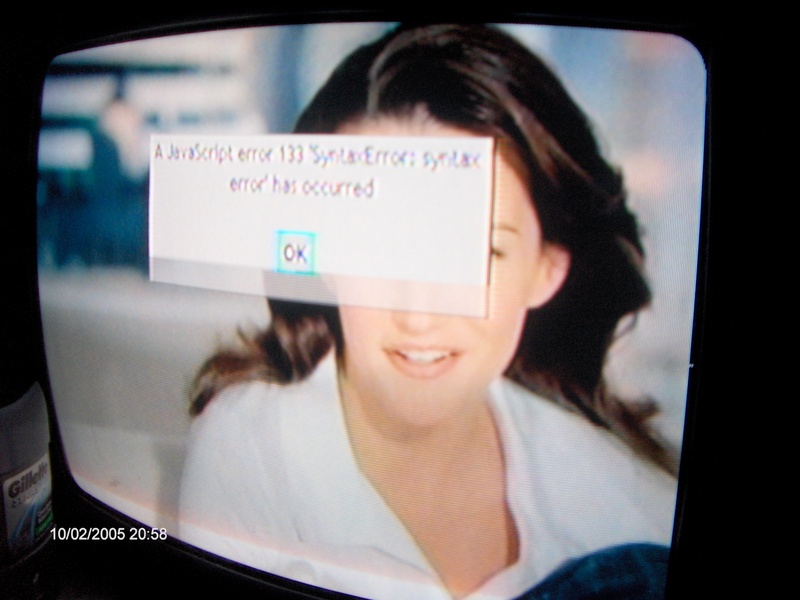 A JavaScript error 133 'SyntaxError: syntax
error' has occurred
OK
Gillette
10/02/2005 20:58